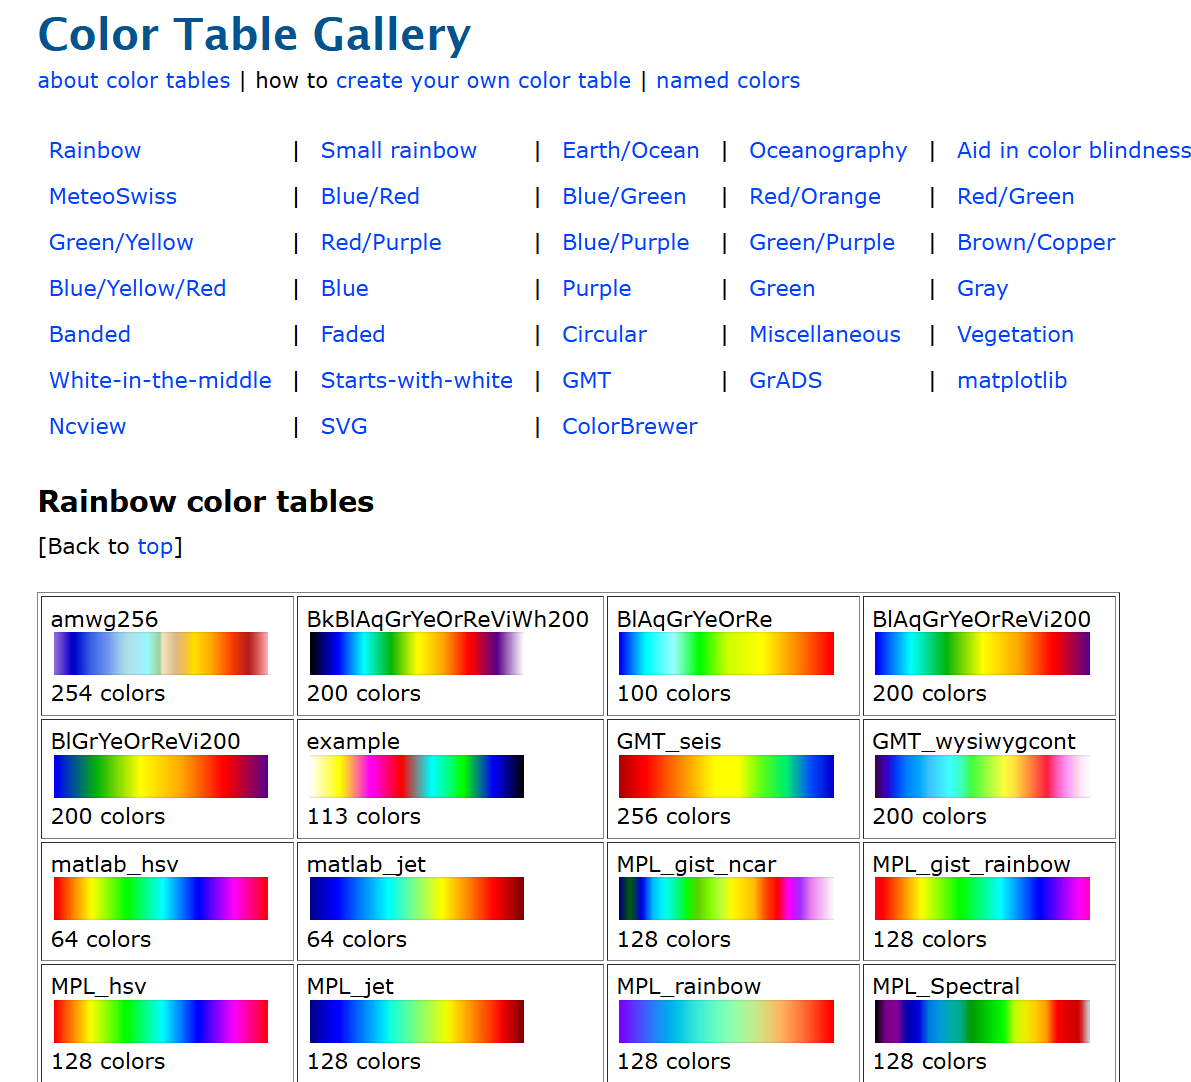 Color Table Gallery
about color tables | how to create your own color table | named colors
Rainbow | Small rainbow | Earth/Ocean | Oceanography | Aid in color blindness
MeteoSwiss | Blue/Red | Blue/Green | Red/Orange | Red/Green
Green/Yellow | Red/Purple | Blue/Purple | Green/Purple | Brown/Copper
Blue/Yellow/Red | Blue | Purple | Green | Gray
Banded | Faded | Circular | Miscellaneous | Vegetation
White-in-the-middle | Starts-with-white | GMT | GrADS | matplotlib
Ncview | SVG | ColorBrewer
Rainbow color tables
[Back to top]
amwg256 BkBlAqGrYeOrReViWh200 BlAqGrYeOrRe BlAqGrYeOrReVi200
254 colors 200 colors 100 colors 200 colors
BlGrYeOrReVi200 example GMT_seis GMT_wysiwygcont
200 colors 113 colors 256 colors 200 colors
matlab_hsv matlab_jet MPL_gist_ncar MPL_gist_rainbow
64 colors 64 colors 128 colors 128 colors
MPL_hsv MPL_jet MPL_rainbow MPL_Spectral
128 colors 128 colors 128 colors 128 colors